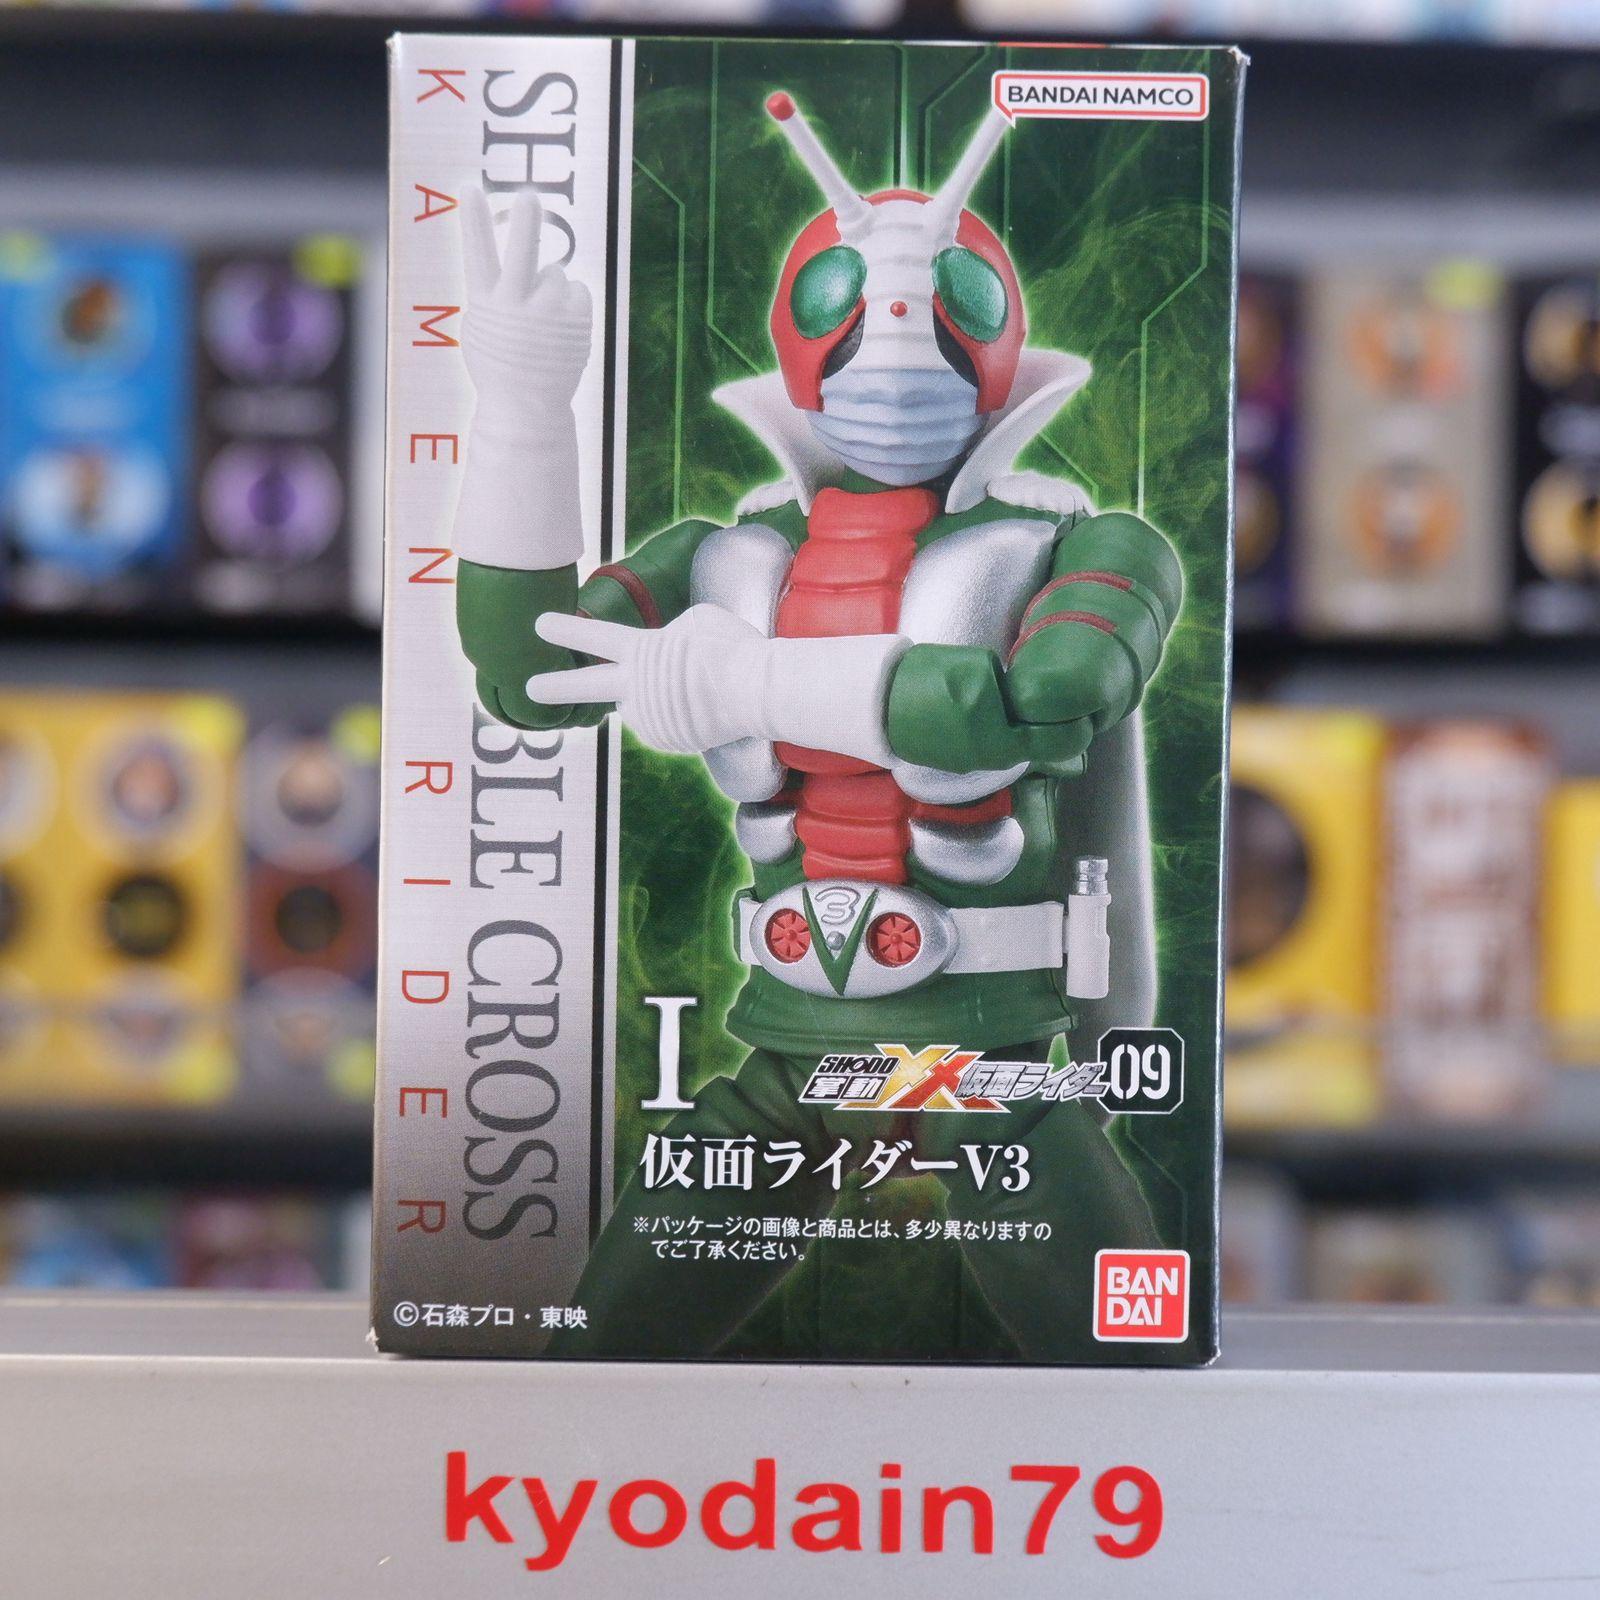 BANDAI NAMCO
KAMEN RIDER
SHO BLE CROSS
3
V
I
SHODO
掌動
X
仮面ライダー
09
仮面ライダーV3
※パッケージの画像と商品とは、多少異なりますの
でご了承ください。
©石森プロ・東映
BAN
DAI
kyodain79